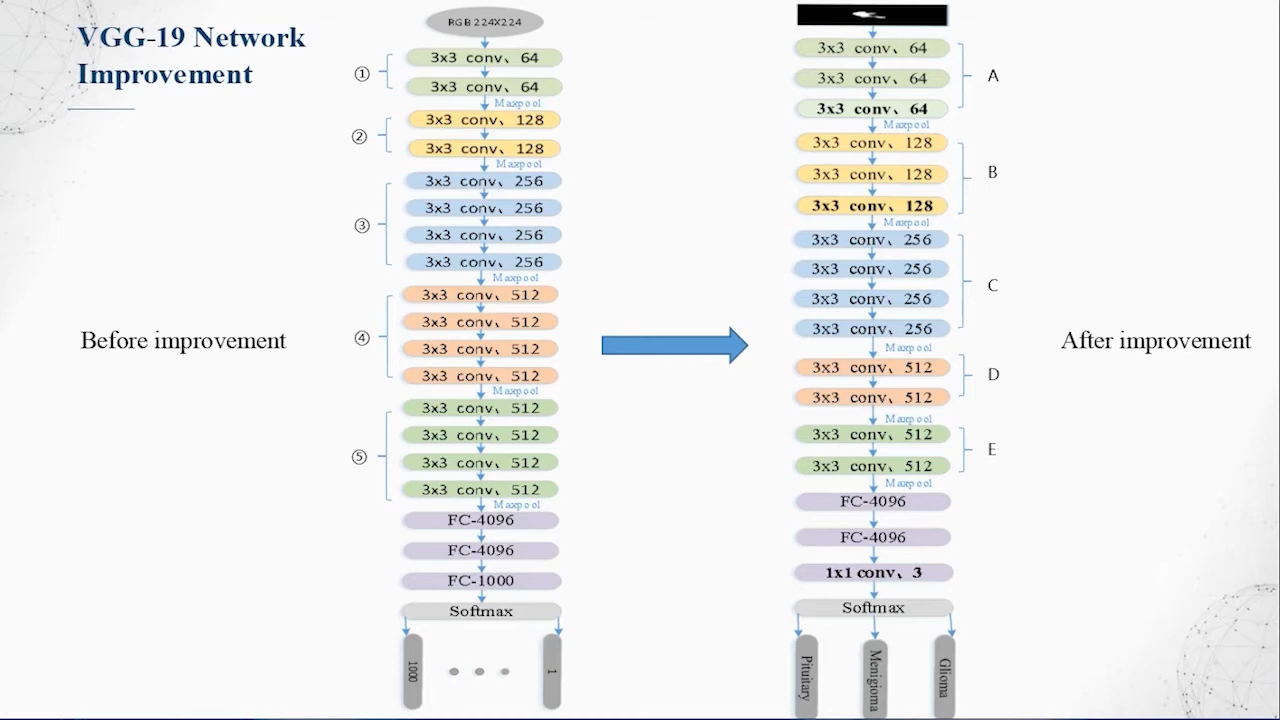 VGG-19 Network
Improvement
RGB 224X224
①
3x3 conv、64
3x3 conv、64
Maxpool
②
3x3 conv、128
3x3 conv、128
Maxpool
③
3x3 conv、256
3x3 conv、256
3x3 conv、256
3x3 conv、256
Maxpool
④
3x3 conv、512
3x3 conv、512
3x3 conv、512
3x3 conv、512
Maxpool
⑤
3x3 conv、512
3x3 conv、512
3x3 conv、512
3x3 conv、512
Maxpool
FC-4096
FC-4096
FC-1000
Softmax
1000
1
Before improvement
3x3 conv、64
3x3 conv、64
3x3 conv、64
A
Maxpool
3x3 conv、128
3x3 conv、128
3x3 conv、128
B
Maxpool
3x3 conv、256
3x3 conv、256
3x3 conv、256
3x3 conv、256
C
Maxpool
3x3 conv、512
3x3 conv、512
D
Maxpool
3x3 conv、512
3x3 conv、512
E
Maxpool
FC-4096
FC-4096
1x1 conv、3
Softmax
Pituitary
Menigioma
Glioma
After improvement